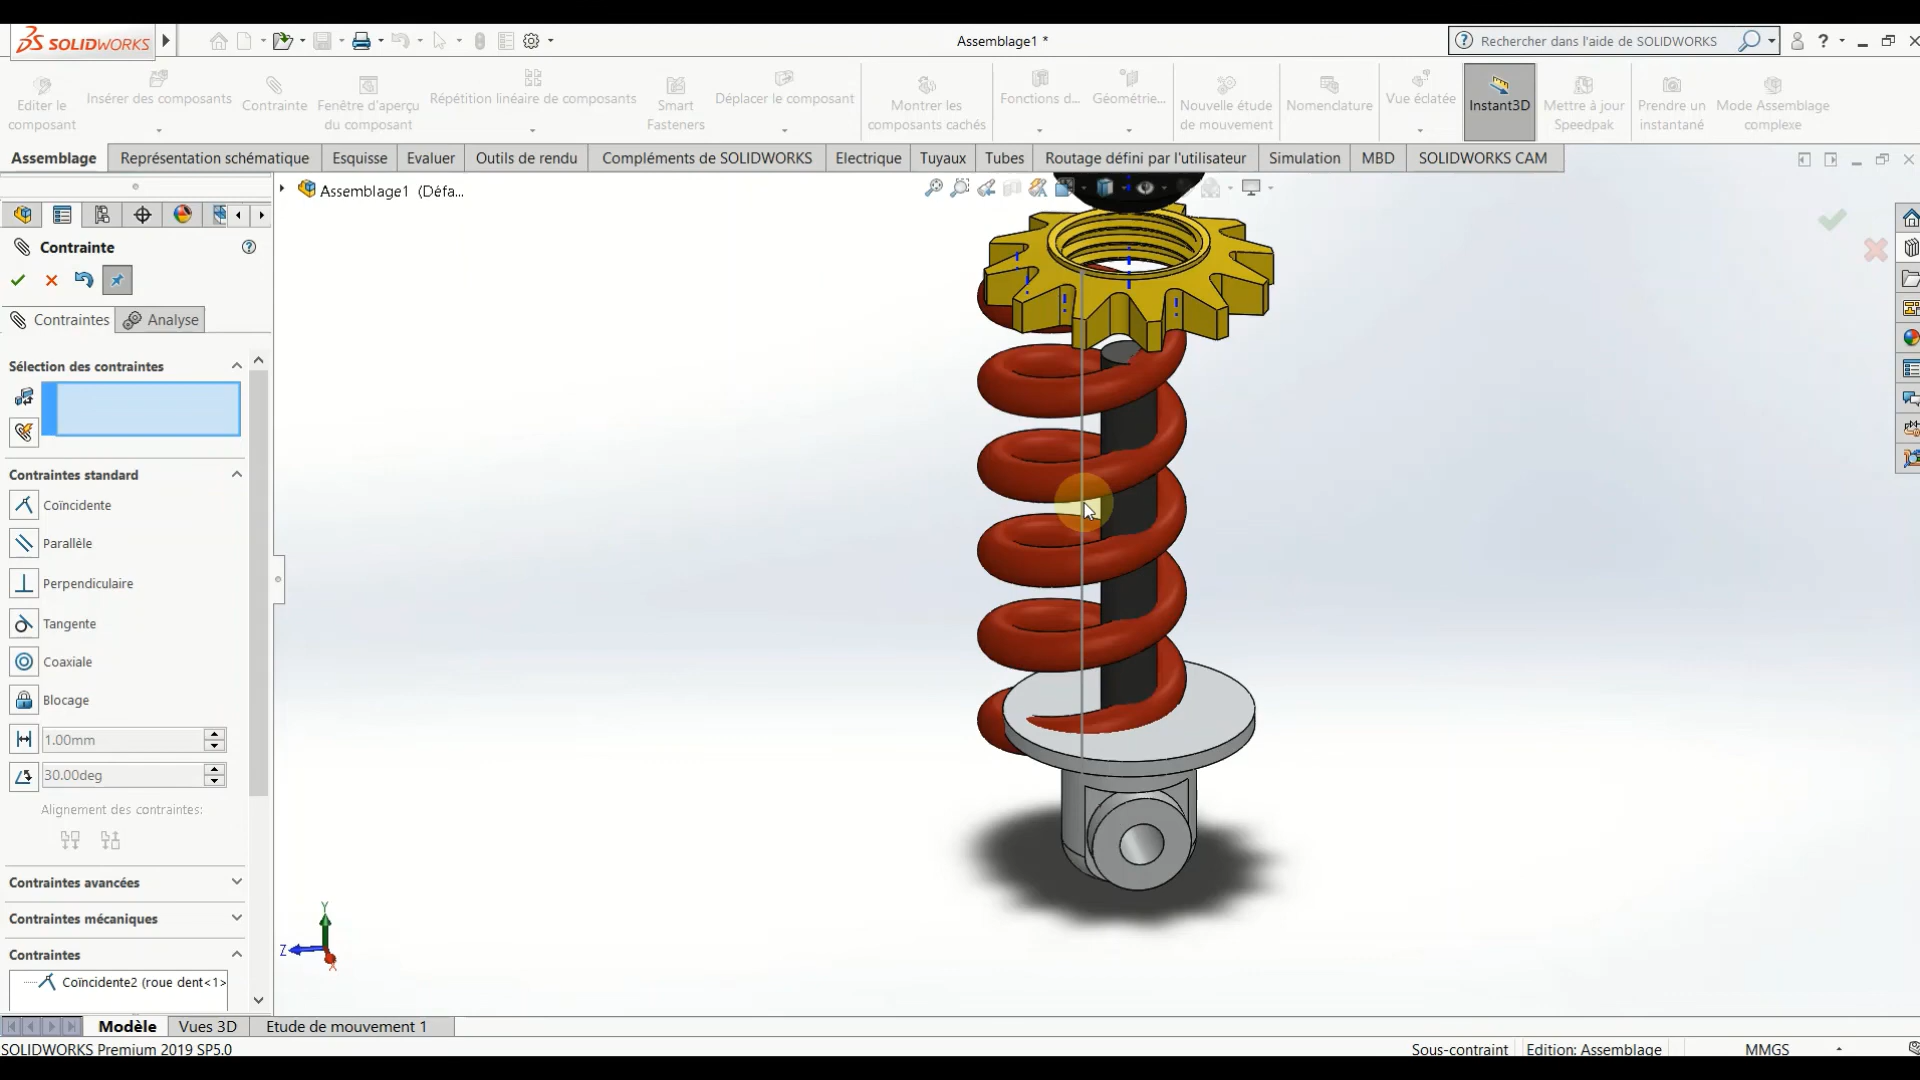 SOLIDWORKS
Assemblage1 *
Rechercher dans l'aide de SOLIDWORKS
Editer le composant
Insérer des composants
Contrainte
Fenêtre d'aperçu du composant
Répétition linéaire de composants
Smart Fasteners
Déplacer le composant
Montrer les composants cachés
Fonctions d...
Géométrie...
Nouvelle étude de mouvement
Nomenclature
Vue éclatée
Instant3D
Mettre à jour Speedpak
Prendre un instantané
Mode Assemblage complexe
Assemblage
Représentation schématique
Esquisse
Evaluer
Outils de rendu
Compléments de SOLIDWORKS
Electrique
Tuyaux
Tubes
Routage défini par l'utilisateur
Simulation
MBD
SOLIDWORKS CAM
Assemblage1 (Défa...
Contrainte
Contraintes
Analyse
Sélection des contraintes
Contraintes standard
Coïncidente
Parallèle
Perpendiculaire
Tangente
Coaxiale
Blocage
1.00mm
30.00deg
Alignement des contraintes:
Contraintes avancées
Contraintes mécaniques
Contraintes
Coïncidente2 (roue dent<1>
Y
Z
X
Modèle
Vues 3D
Etude de mouvement 1
SOLIDWORKS Premium 2019 SP5.0
Sous-contraint
Edition: Assemblage
MMGS